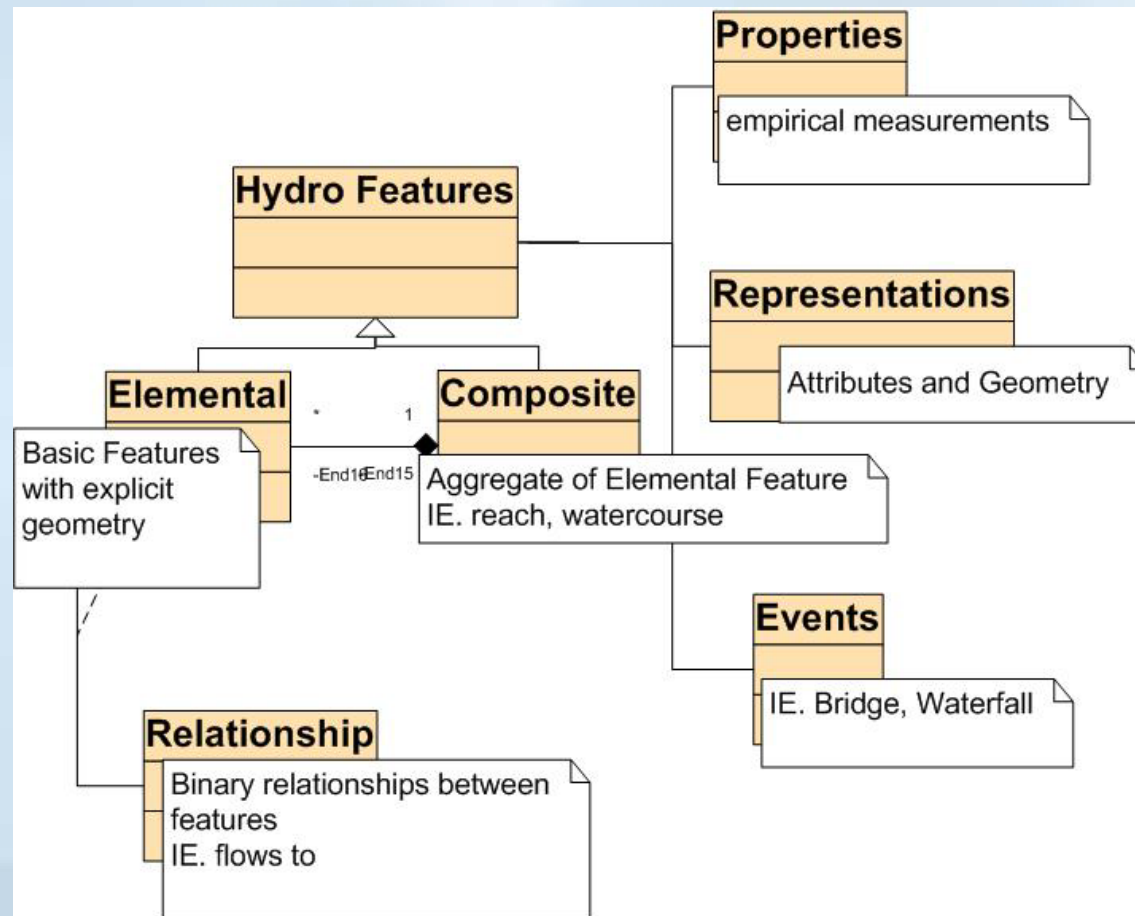 Properties
empirical measurements
Hydro Features
Representations
Attributes and Geometry
Elemental
Composite
*
1
Basic Features
with explicit
geometry
-End16
-End15
Aggregate of Elemental Feature
IE. reach, watercourse
Events
IE. Bridge, Waterfall
Relationship
Binary relationships between
features
IE. flows to